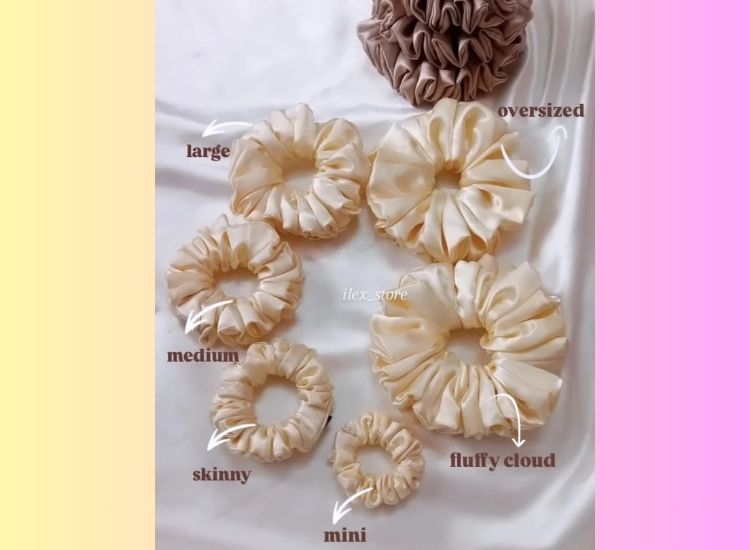 oversized
large
ilex_store
medium
fluffy cloud
skinny
mini